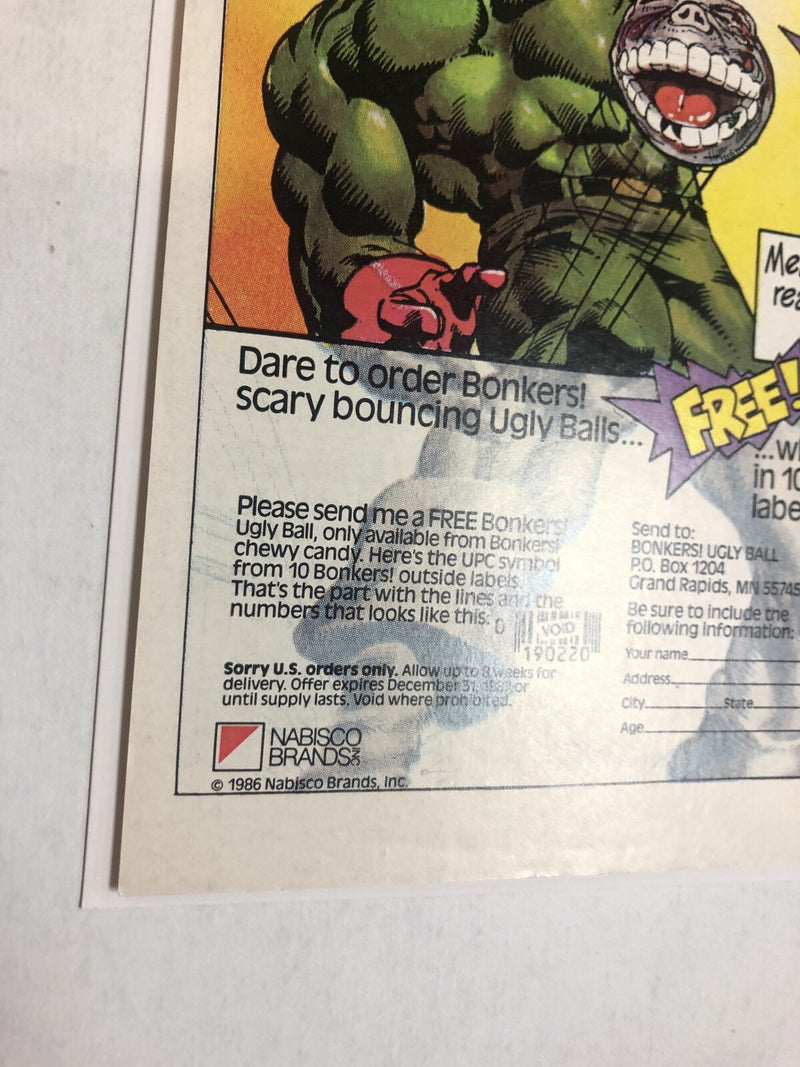 Me
rea
Dare to order Bonkers!
scary bouncing Ugly Balls...
FREE!
...wi
in 10
labe
Please send me a FREE Bonkers!
Ugly Ball, only available from Bonkers!
chewy candy. Here's the UPC symbol
from 10 Bonkers! outside labels.
That's the part with the lines and the
numbers that looks like this:
0
VOID
190220
Sorry U.S. orders only. Allow up to 8 weeks for
delivery. Offer expires December 31, or
until supply lasts. Void where prohibited.
NABISCO
BRANDS INC
© 1986 Nabisco Brands, Inc.
Send to:
BONKERS! UGLY BALL
P.O. Box 1204
Grand Rapids, MN 55745
Be sure to include the
following information:
Your name
Address
City State
Age